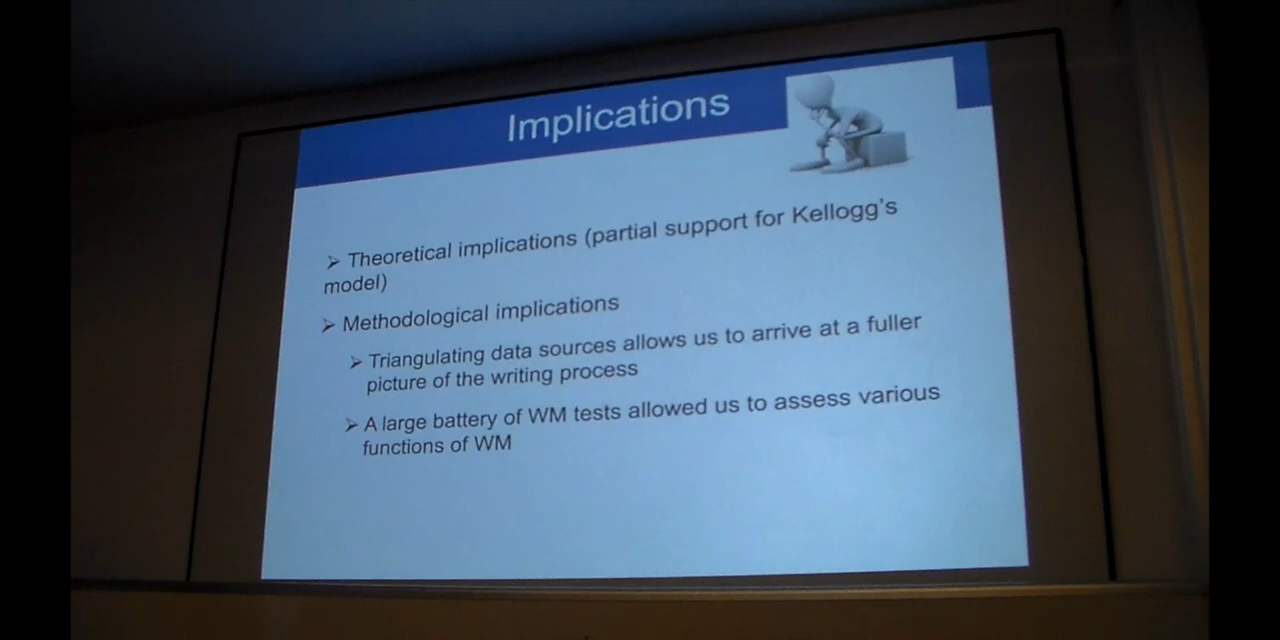 Implications
➢ Theoretical implications (partial support for Kellogg's
model)
➢ Methodological implications
➢ Triangulating data sources allows us to arrive at a fuller
picture of the writing process
➢ A large battery of WM tests allowed us to assess various
functions of WM